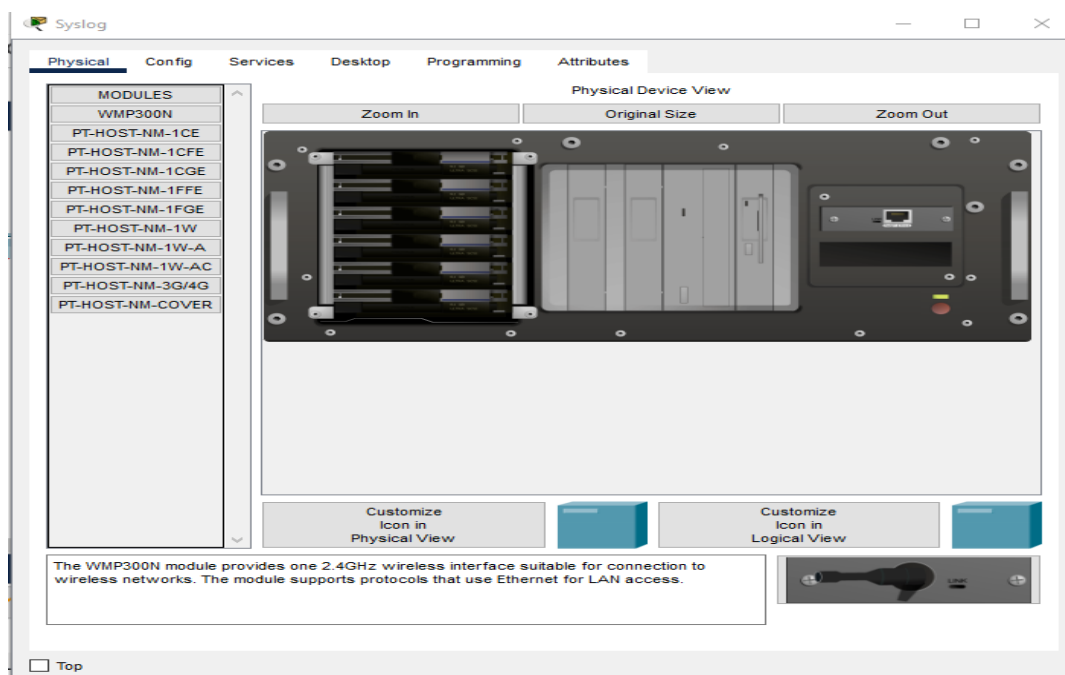 Syslog
Physical Config Services Desktop Programming Attributes
MODULES
WMP300N
PT-HOST-NM-1CE
PT-HOST-NM-1CFE
PT-HOST-NM-1CGE
PT-HOST-NM-1FFE
PT-HOST-NM-1FGE
PT-HOST-NM-1W
PT-HOST-NM-1W-A
PT-HOST-NM-1W-AC
PT-HOST-NM-3G/4G
PT-HOST-NM-COVER
Physical Device View
Zoom In Original Size Zoom Out
Customize
Icon in
Physical View
Customize
Icon in
Logical View
The WMP300N module provides one 2.4GHz wireless interface suitable for connection to
wireless networks. The module supports protocols that use Ethernet for LAN access.
LINK
Top